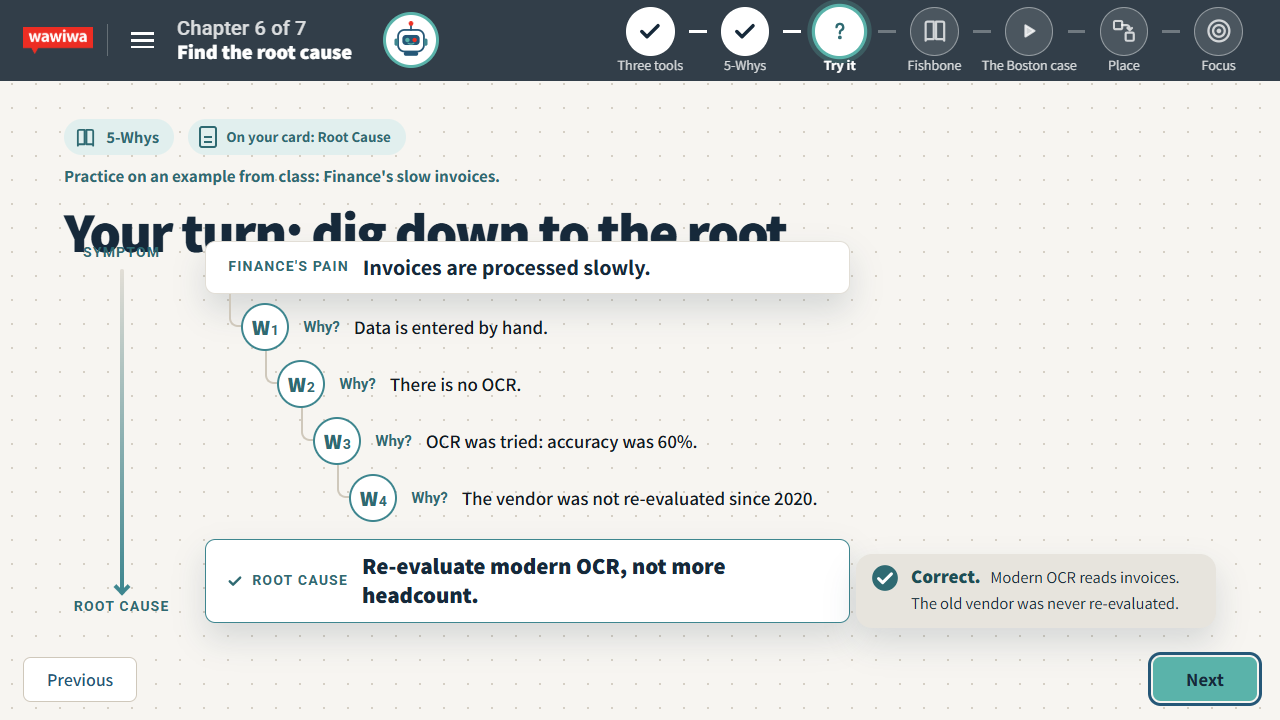 wawiwa
Chapter 6 of 7
Find the root cause
?
Three tools
5-Whys
Try it
Fishbone
The Boston case
Place
Focus
5-Whys
On your card: Root Cause
Practice on an example from class: Finance's slow invoices.
Your turn: dig down to the root
SYMPTOM
FINANCE'S PAIN Invoices are processed slowly.
W1 Why? Data is entered by hand.
W2 Why? There is no OCR.
W3 Why? OCR was tried: accuracy was 60%.
W4 Why? The vendor was not re-evaluated since 2020.
ROOT CAUSE
ROOT CAUSE Re-evaluate modern OCR, not more
headcount.
Correct. Modern OCR reads invoices.
The old vendor was never re-evaluated.
Previous
Next